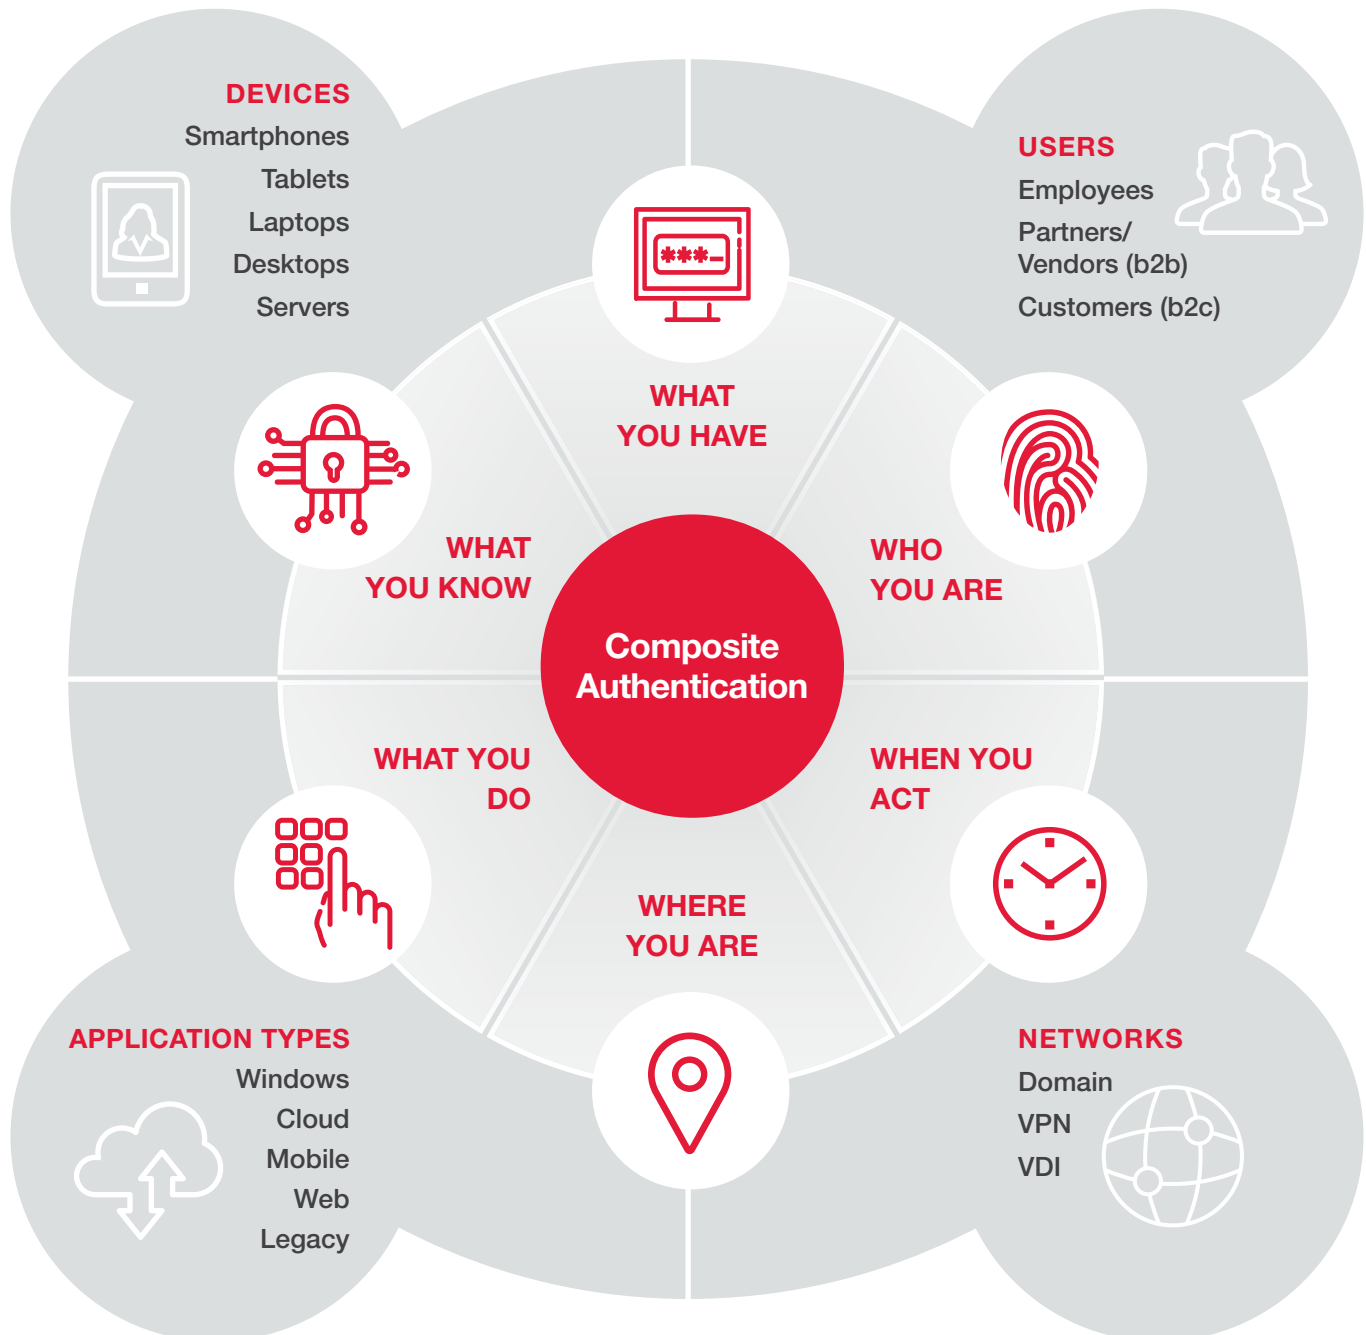 DEVICES
Smartphones
Tablets
Laptops
Desktops
Servers
USERS
Employees
Partners/
Vendors (b2b)
Customers (b2c)
***_
WHAT
YOU HAVE
WHAT
YOU KNOW
WHO
YOU ARE
Composite
Authentication
WHAT YOU
DO
WHEN YOU
ACT
WHERE
YOU ARE
APPLICATION TYPES
Windows
Cloud
Mobile
Web
Legacy
NETWORKS
Domain
VPN
VDI